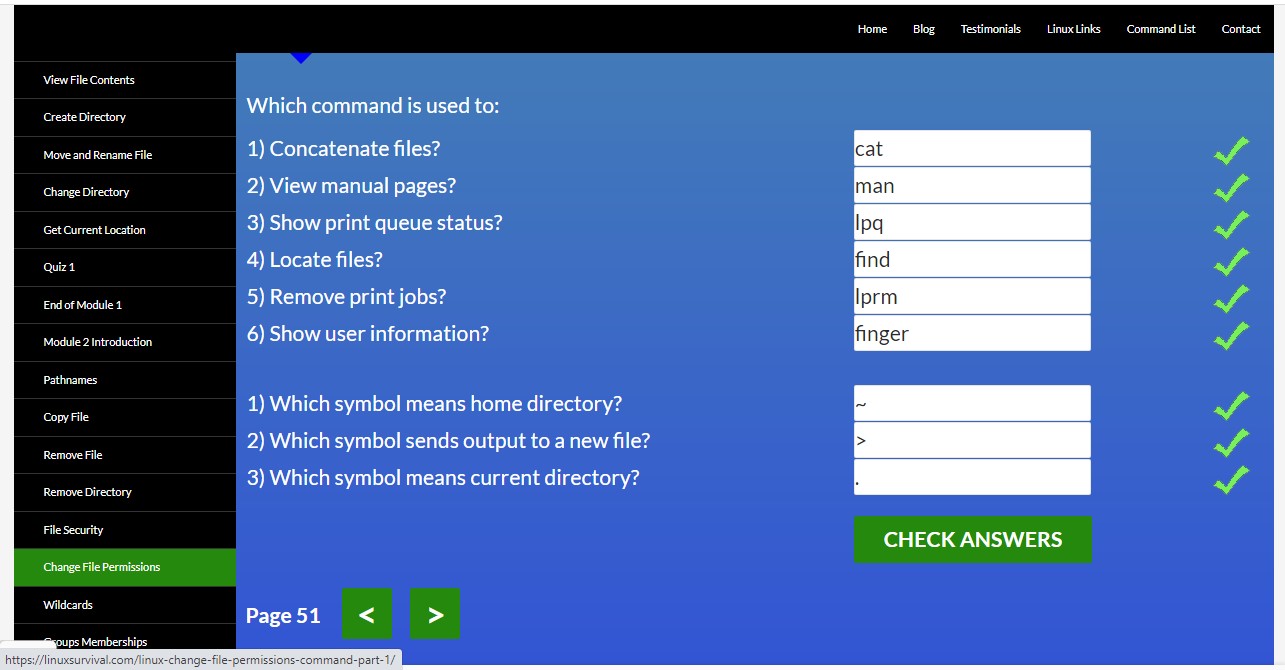 Home Blog Testimonials Linux Links Command List Contact
View File Contents
Create Directory
Move and Rename File
Change Directory
Get Current Location
Quiz 1
End of Module 1
Module 2 Introduction
Pathnames
Copy File
Remove File
Remove Directory
File Security
Change File Permissions
Wildcards
Groups Memberships
Which command is used to:
1) Concatenate files? cat
2) View manual pages? man
3) Show print queue status? lpq
4) Locate files? find
5) Remove print jobs? lprm
6) Show user information? finger
1) Which symbol means home directory? ~
2) Which symbol sends output to a new file? >
3) Which symbol means current directory? .
CHECK ANSWERS
Page 51 < >
https://linuxsurvival.com/linux-change-file-permissions-command-part-1/